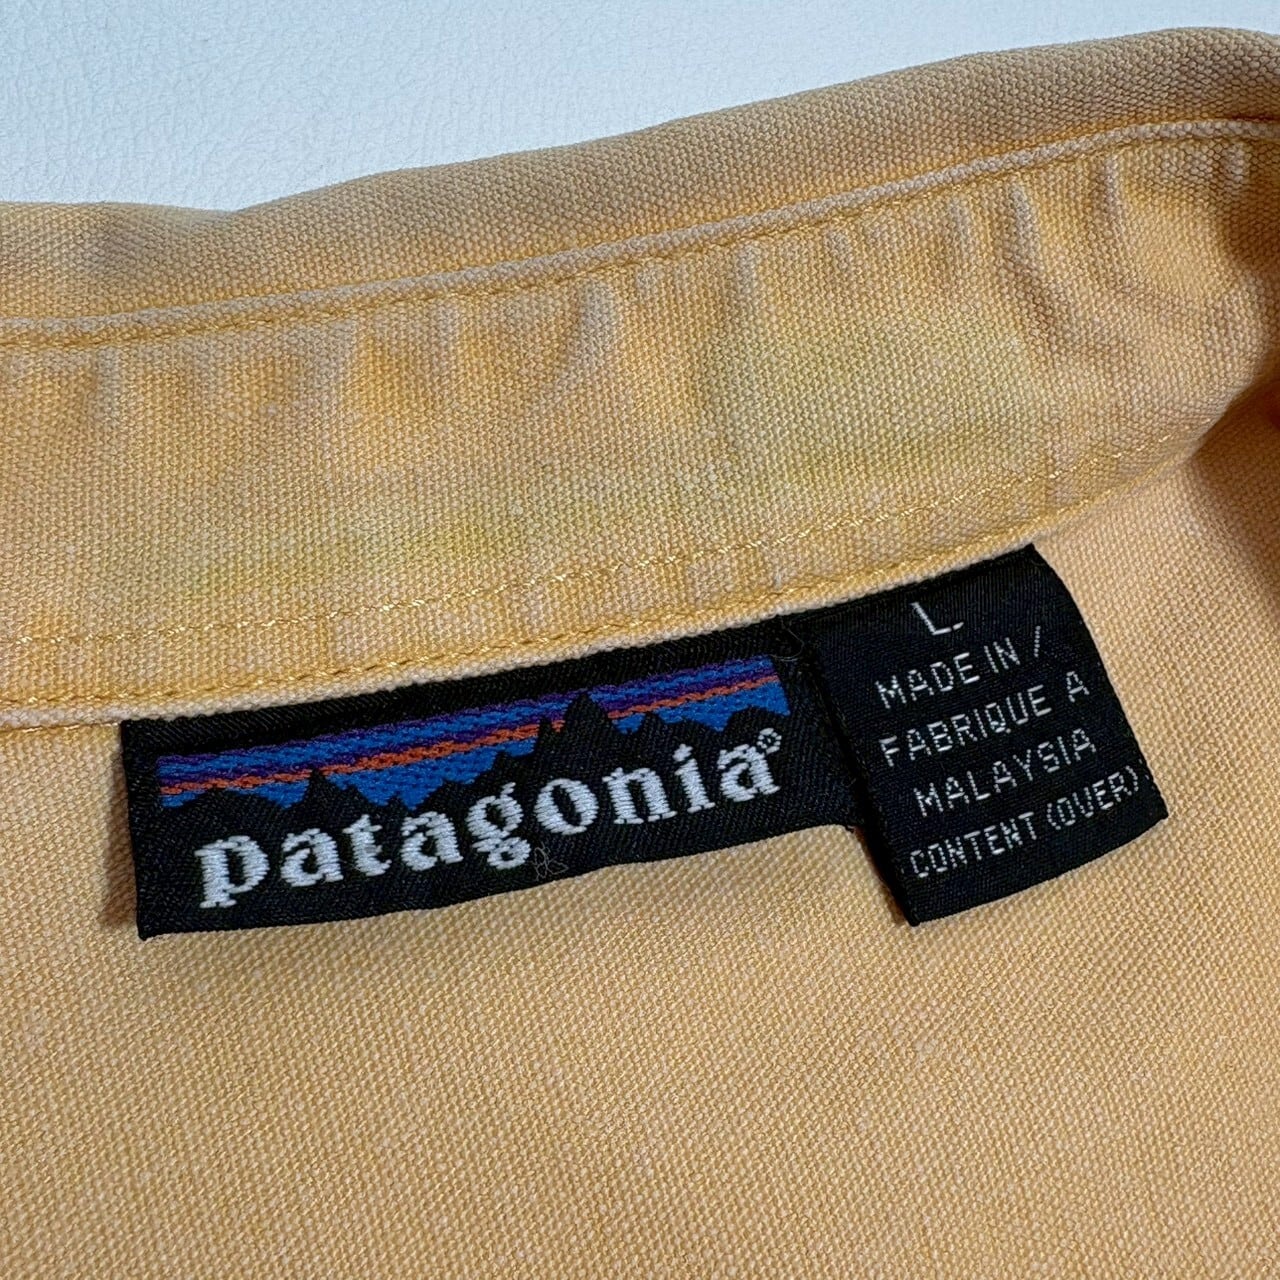 patagonia®
L.
MADE IN /
FABRIQUE A
MALAYSIA
CONTENT (OVER)